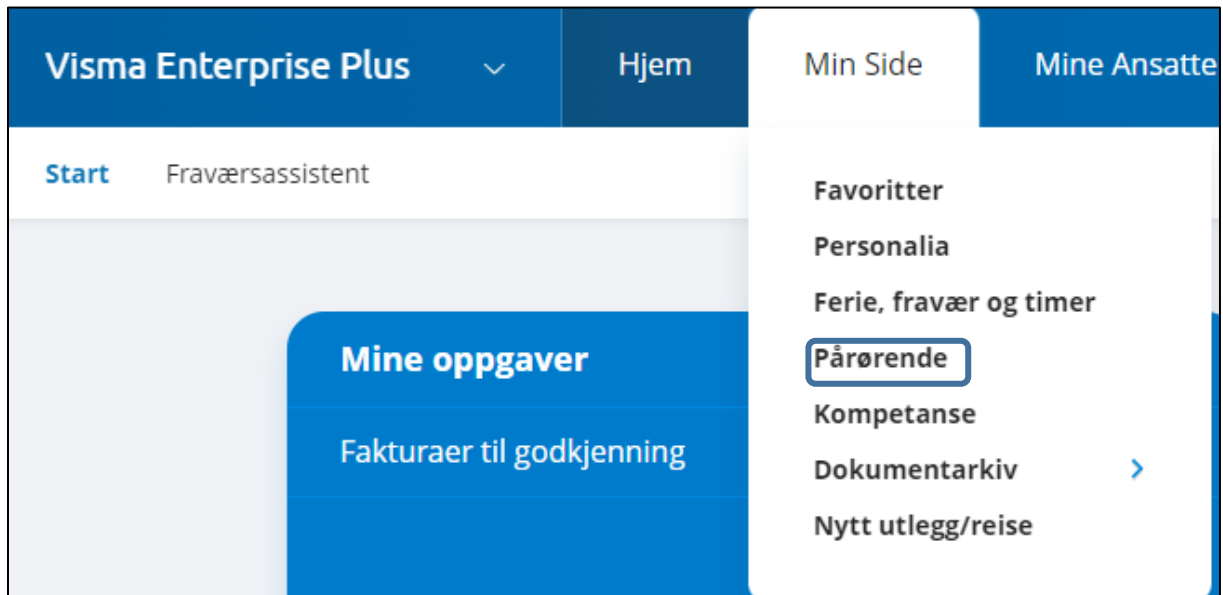 Visma Enterprise Plus
Hjem
Min Side
Mine Ansatte
Start
Fraværsassistent
Favoritter
Personalia
Ferie, fravær og timer
Pårørende
Kompetanse
Dokumentarkiv
Nytt utlegg/reise
Mine oppgaver
Fakturaer til godkjenning